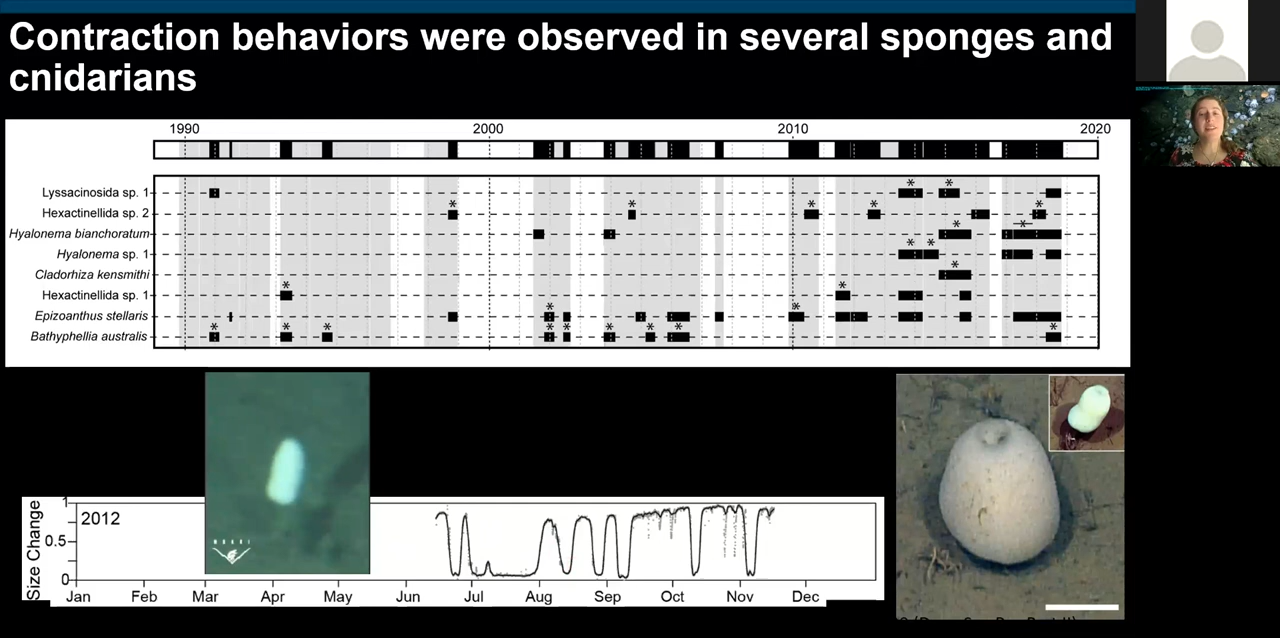 Contraction behaviors were observed in several sponges and
cnidarians
1990 2000 2010 2020
Lyssacinosida sp. 1
Hexactinellida sp. 2
Hyalonema bianchoratum
Hyalonema sp. 1
Cladorhiza kensmithi
Hexactinellida sp. 1
Epizoanthus stellaris
Bathyphellia australis
Size Change
1
0.5
0
2012
MBARI
Jan Feb Mar Apr May Jun Jul Aug Sep Oct Nov Dec